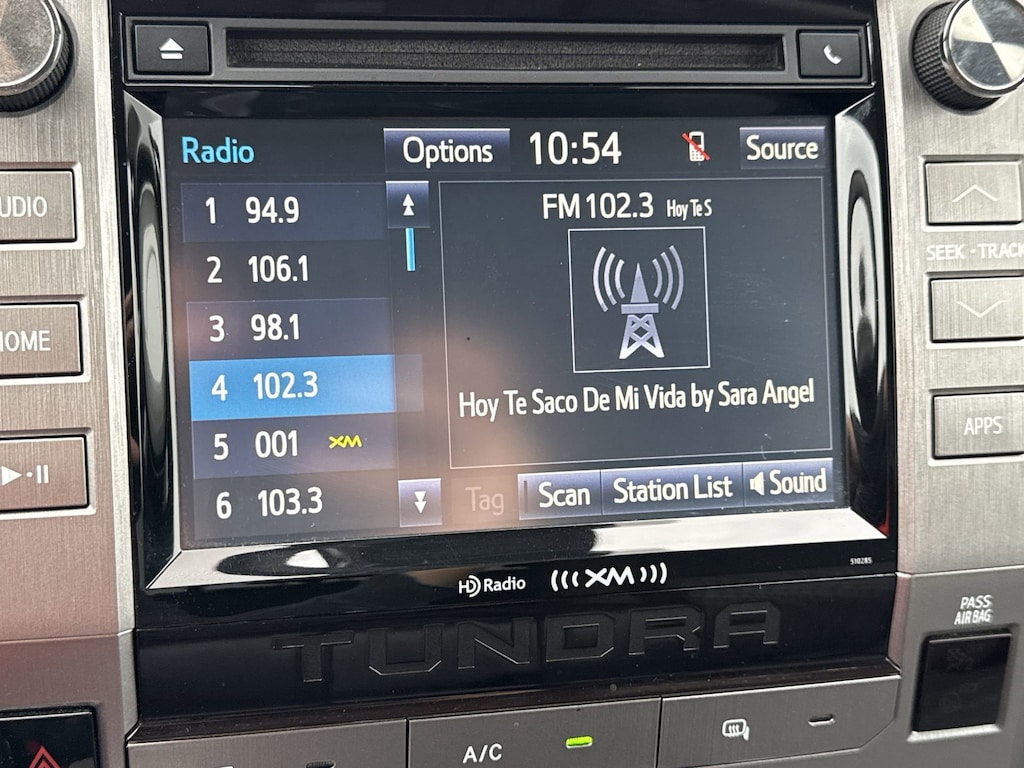 Radio
Options
10:54
Source
1 94.9
2 106.1
3 98.1
4 102.3
5 001 XM
6 103.3
FM 102.3 Hoy Te S
Hoy Te Saco De Mi Vida by Sara Angel
Tag
Scan
Station List
Sound
HD Radio
XM
510285
TUNDRA
UDIO
HOME
SEEK - TRACK
APPS
PASS
AIR BAG
A/C